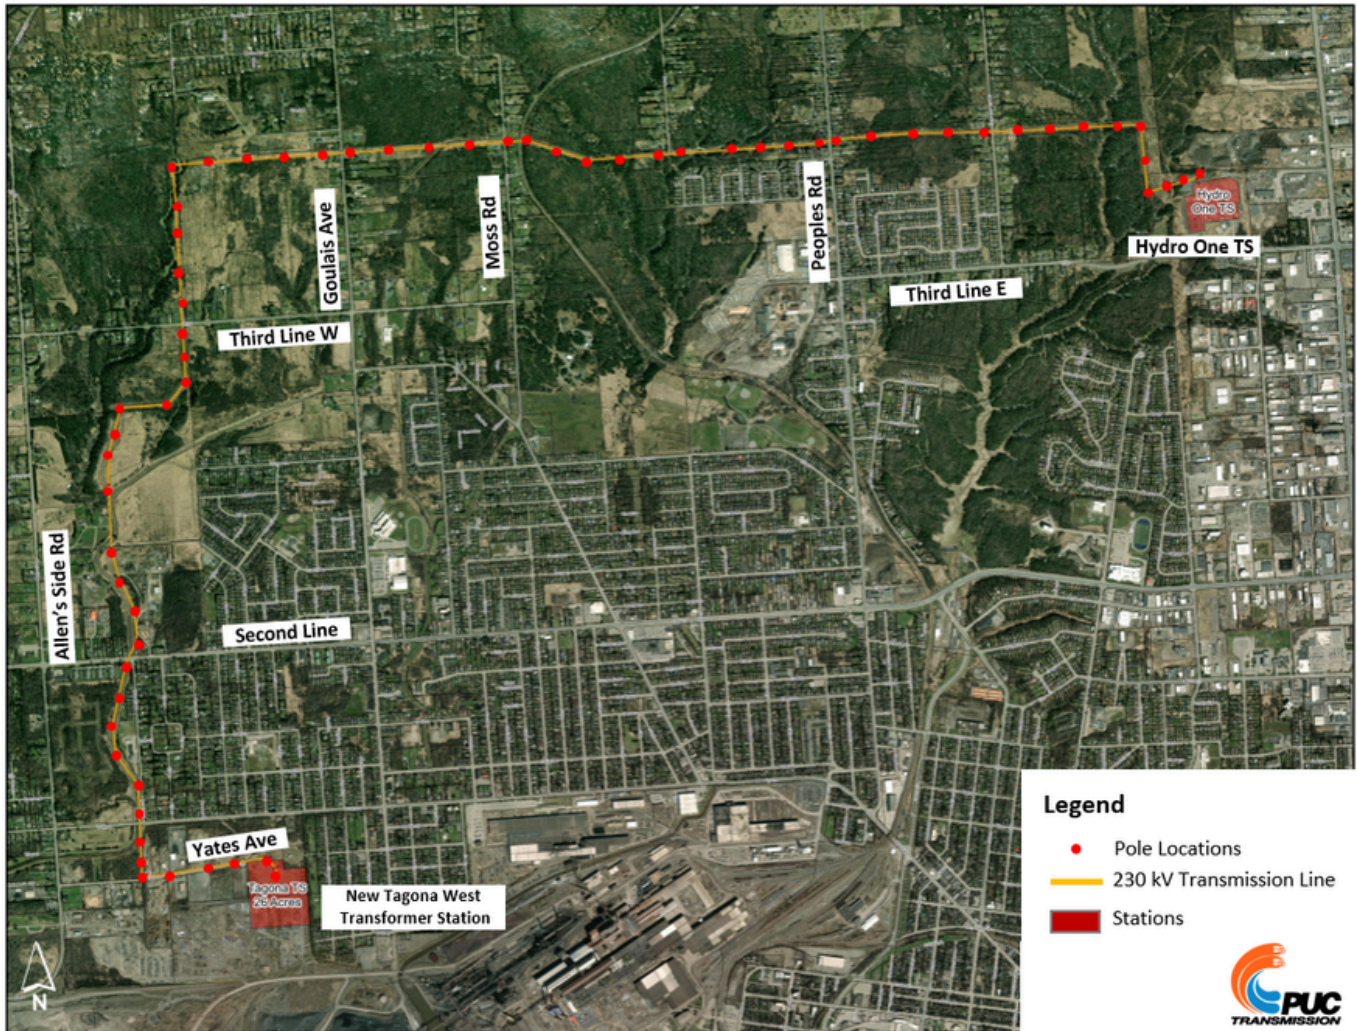 Goulais Ave
Moss Rd
Peoples Rd
Hydro
One TS
Hydro One TS
Third Line E
Third Line W
Allen's Side Rd
Second Line
Yates Ave
Tagona TS
26 Acres
New Tagona West
Transformer Station
Legend
Pole Locations
230 kV Transmission Line
Stations
N
PUC
TRANSMISSION